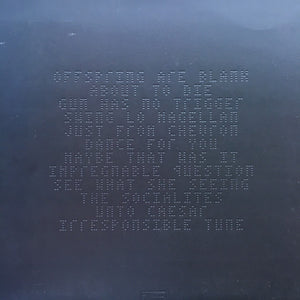 OFFSPRING ARE BLANK
ABOUT TO DIE
GUN HAS NO TRIGGER
SWING LO MAGELLAN
JUST FROM CHEVRON
DANCE FOR YOU
MAYBE THAT WAS IT
IMPREGNABLE QUESTION
SEE WHAT SHE SEEING
THE SOCIALITES
UNTO CAESAR
IRRESPONSIBLE TUNE